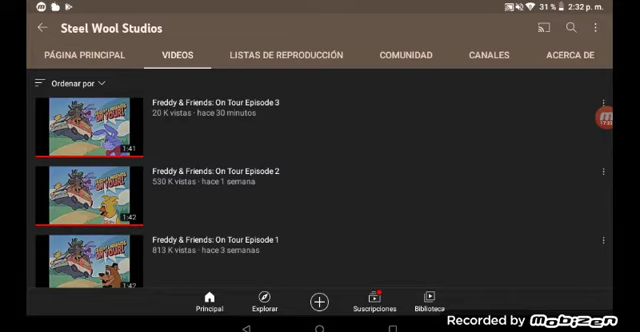 31 % 2:32 p. m.
Steel Wool Studios
PÁGINA PRINCIPAL VIDEOS LISTAS DE REPRODUCCIÓN COMUNIDAD CANALES ACERCA DE
Ordenar por
Freddy & Friends: On Tour Episode 3
20 K vistas · hace 30 minutos
1:41
Freddy & Friends: On Tour Episode 2
530 K vistas · hace 1 semana
1:42
Freddy & Friends: On Tour Episode 1
813 K vistas · hace 3 semanas
1:42
Principal Explorar Suscripciones Biblioteca
Recorded by Mobizen